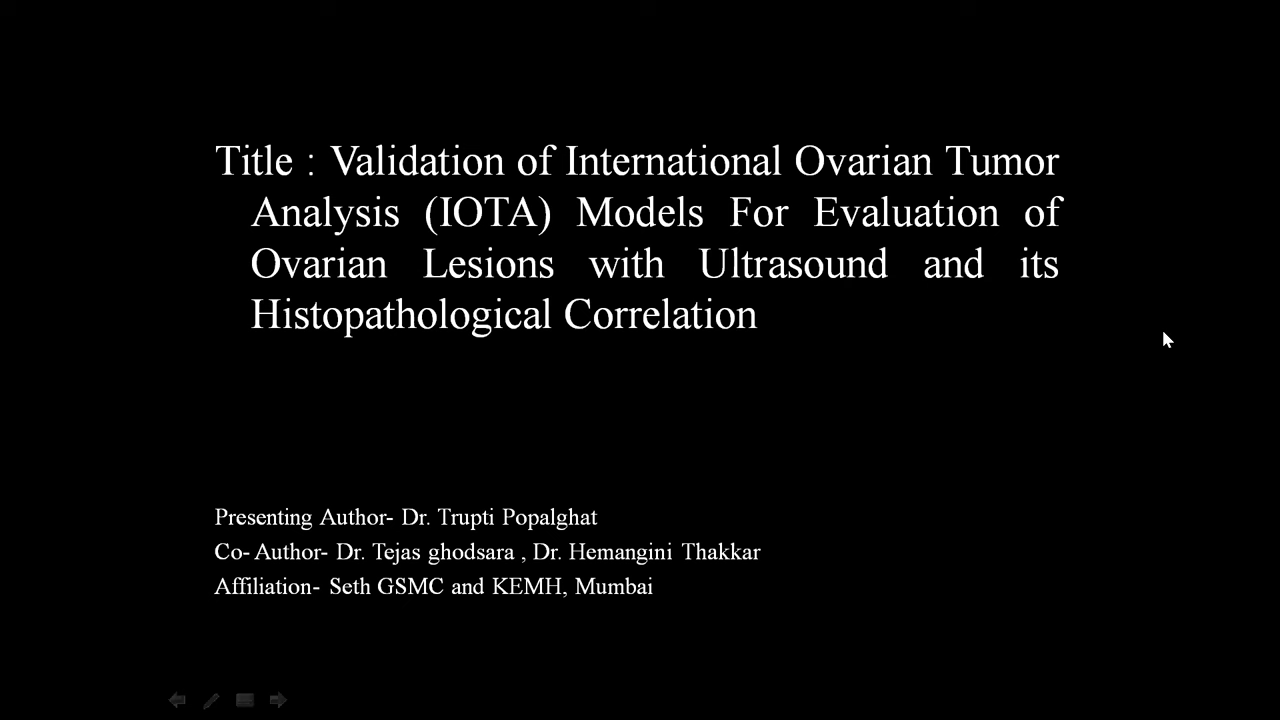 Title : Validation of International Ovarian Tumor
Analysis (IOTA) Models For Evaluation of
Ovarian Lesions with Ultrasound and its
Histopathological Correlation
Presenting Author- Dr. Trupti Popalghat
Co- Author- Dr. Tejas ghodsara , Dr. Hemangini Thakkar
Affiliation- Seth GSMC and KEMH, Mumbai